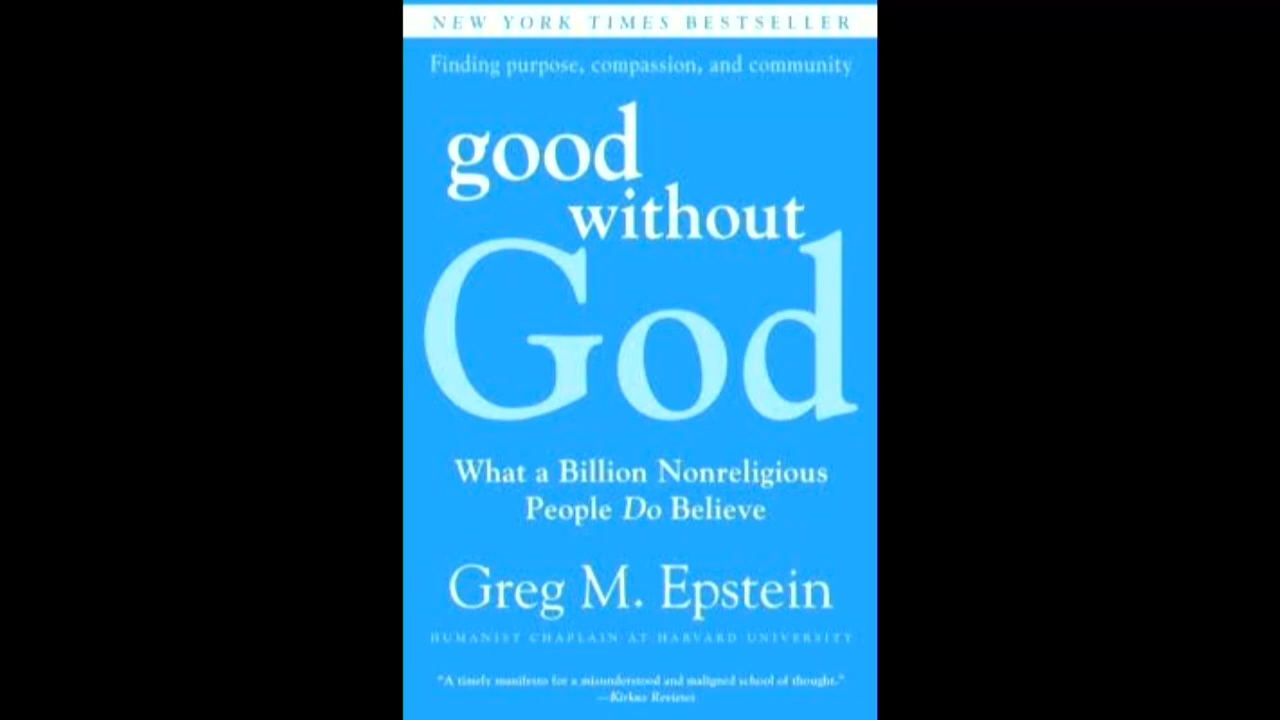 NEW YORK TIMES BESTSELLER
Finding purpose, compassion, and community
good
without
God
What a Billion Nonreligious
People Do Believe
Greg M. Epstein
HUMANIST CHAPLAIN AT HARVARD UNIVERSITY
"A timely manifesto for a misunderstood and maligned school of thought."
—Kirkus Reviews